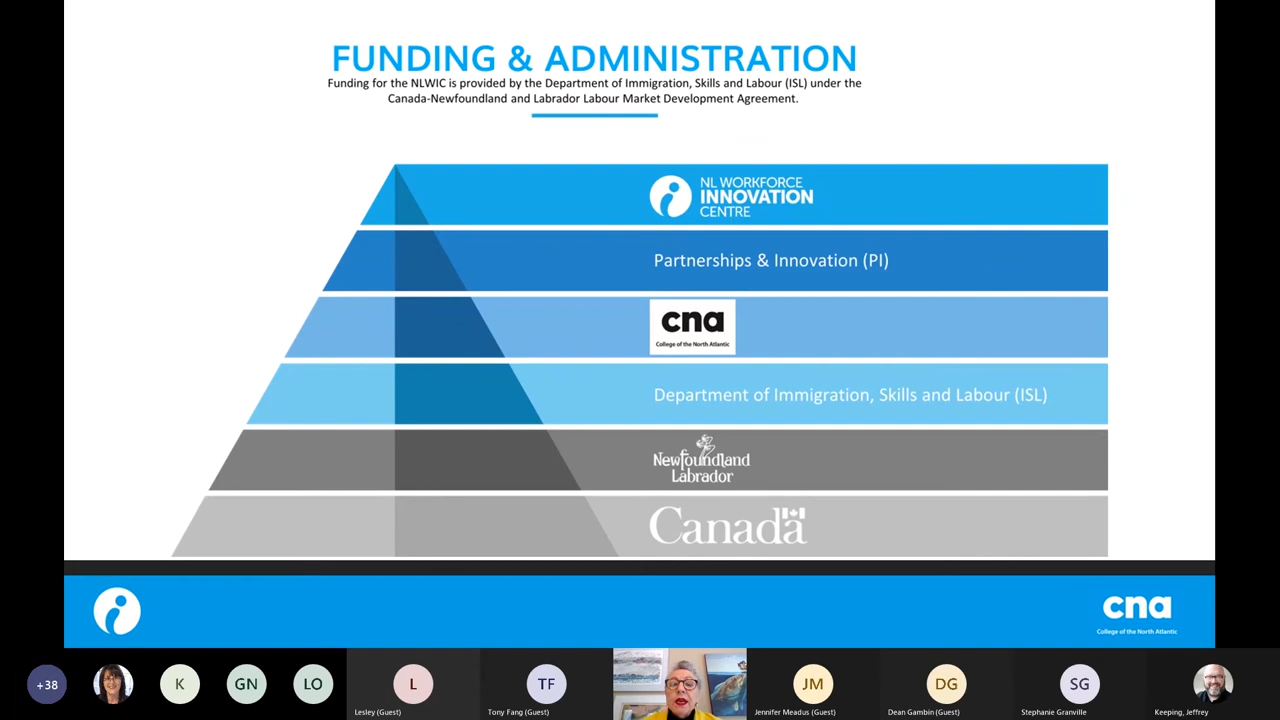 FUNDING & ADMINISTRATION
Funding for the NLWIC is provided by the Department of Immigration, Skills and Labour (ISL) under the
Canada-Newfoundland and Labrador Labour Market Development Agreement.
NL WORKFORCE
INNOVATION
CENTRE
Partnerships & Innovation (PI)
cna
College of the North Atlantic
Department of Immigration, Skills and Labour (ISL)
Newfoundland
Labrador
Canada
cna
College of the North Atlantic
+38
K
GN
LO
L
TF
JM
DG
SG
Lesley (Guest)
Tony Fang (Guest)
Jennifer Meadus (Guest)
Dean Gambin (Guest)
Stephanie Granville
Keeping, Jeffrey